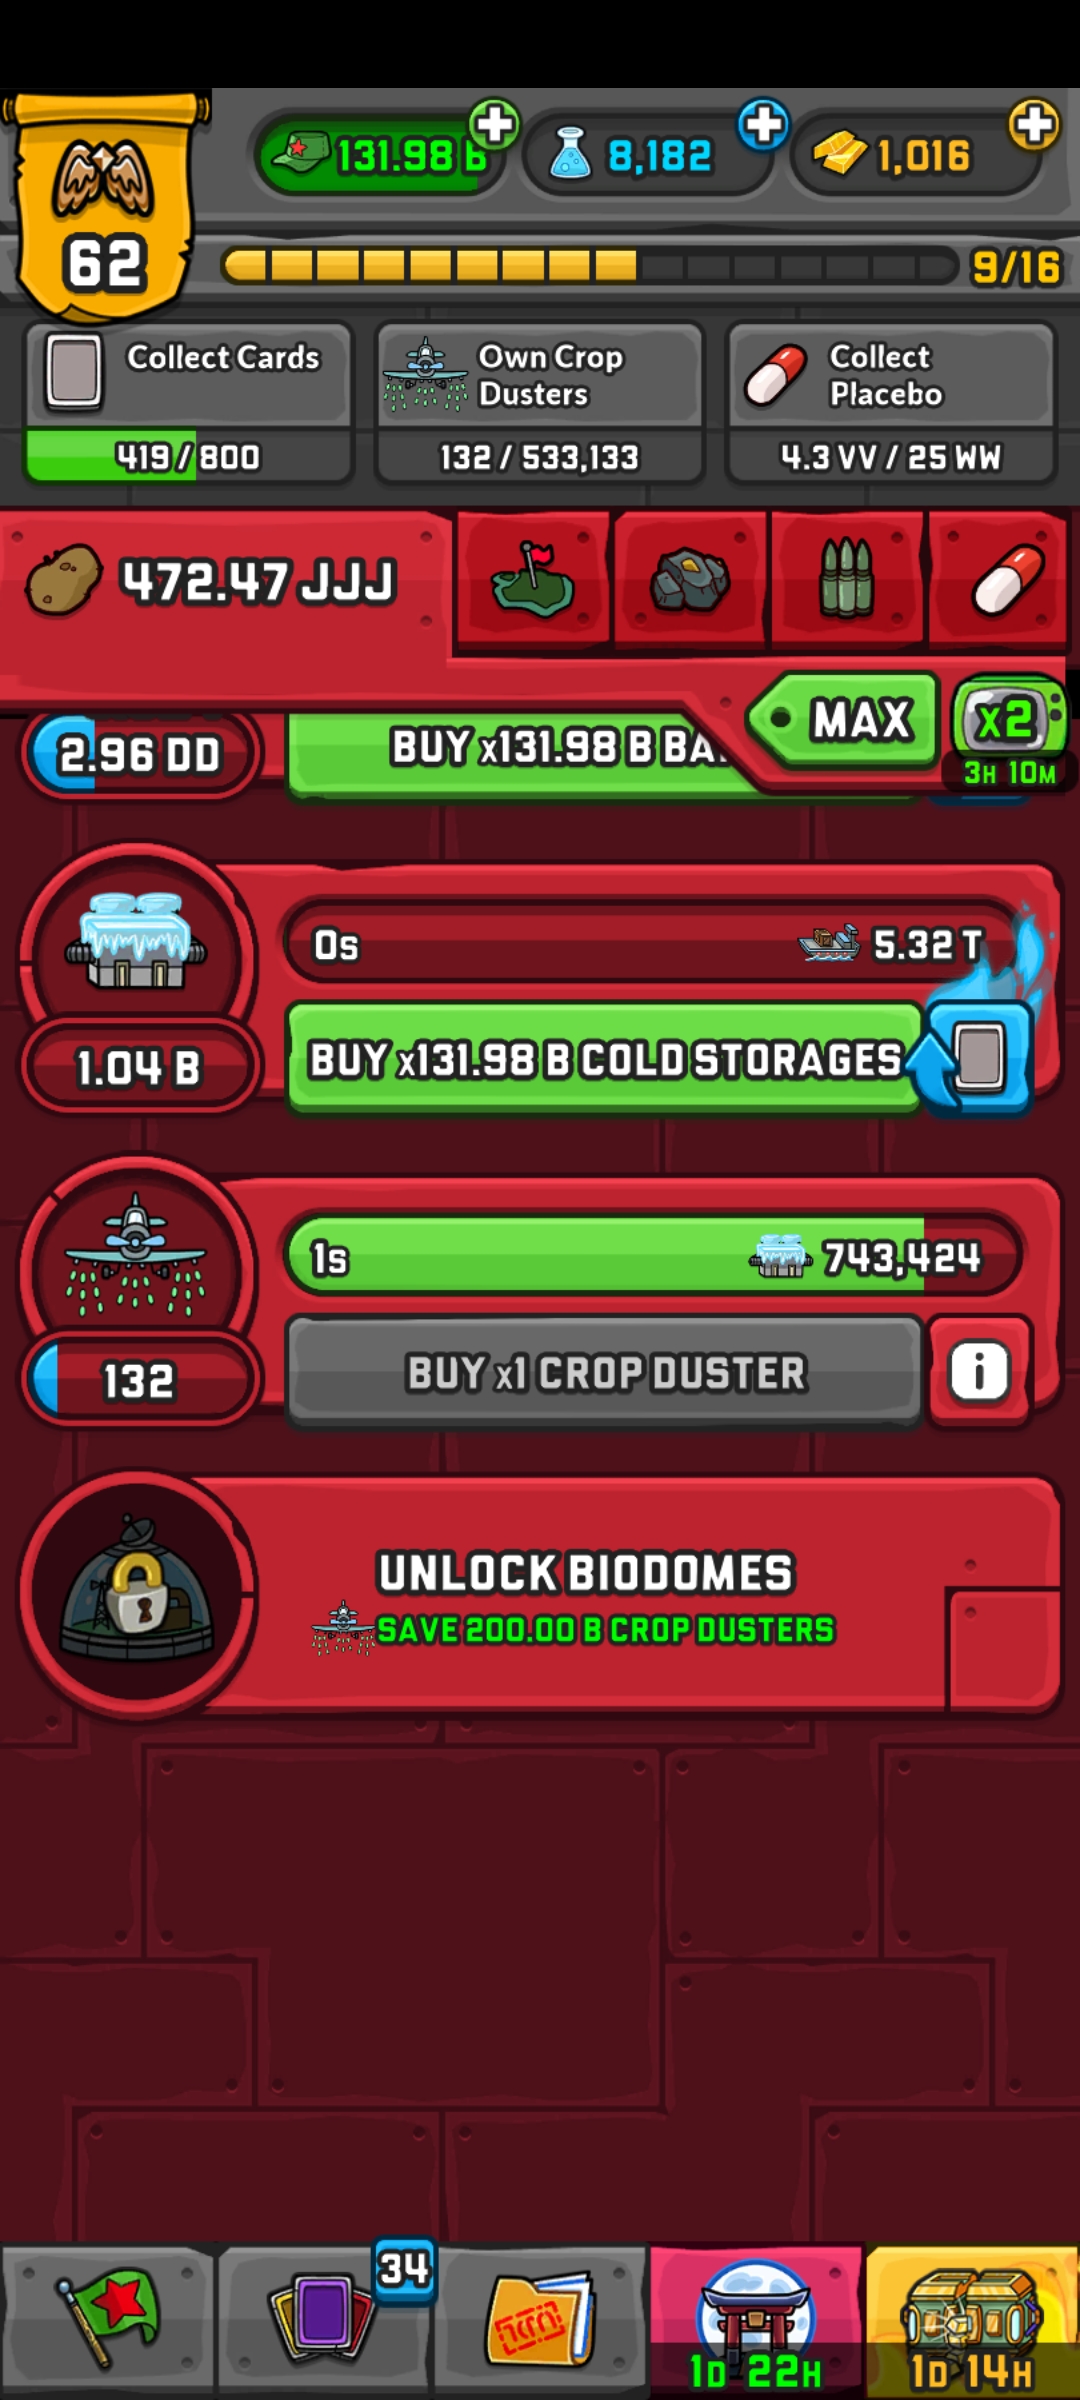 131.98 B
8,182
1,016
62
9/16
Collect Cards
419 / 800
Own Crop
Dusters
132 / 533,133
Collect
Placebo
4.3 VV / 25 WW
472.47 JJJ
MAX
x2
3H 10M
2.96 DD
BUY x131.98 B BA
0s
5.32 T
1.04 B
BUY x131.98 B COLD STORAGES
1s
743,424
132
BUY x1 CROP DUSTER
i
UNLOCK BIODOMES
SAVE 200.00 B CROP DUSTERS
34
1D 22H
1D 14H